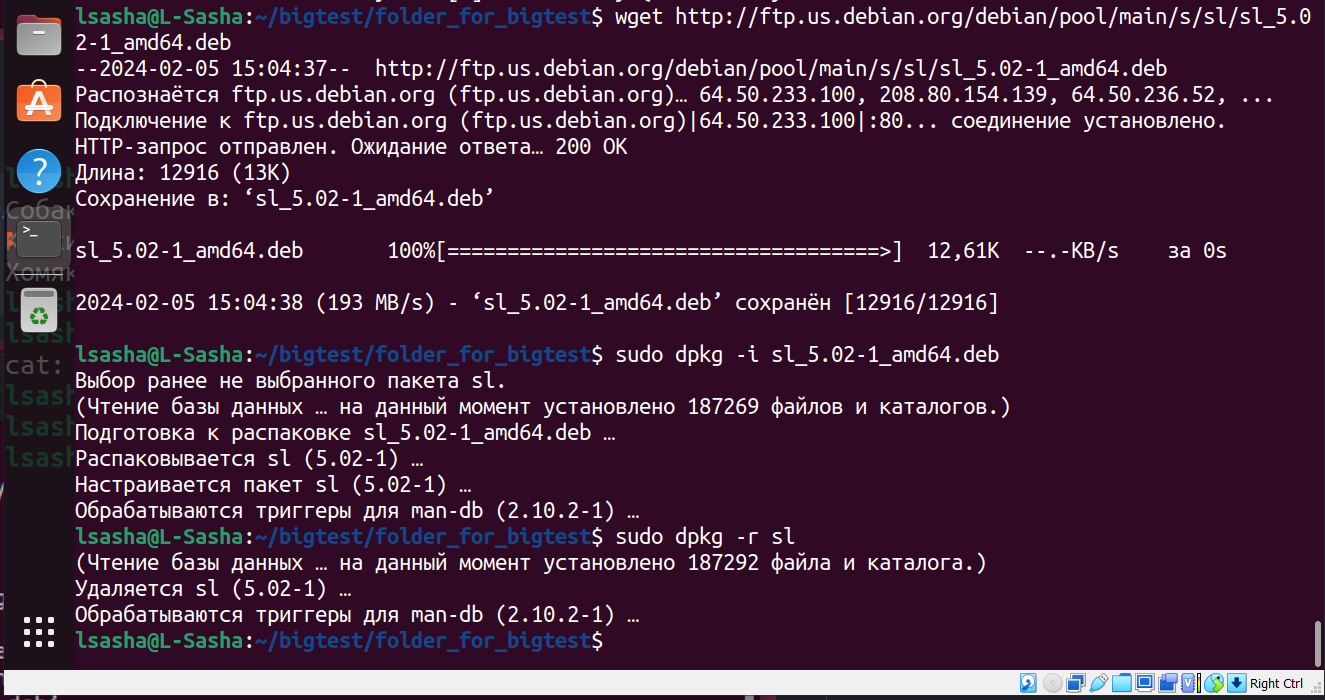 lsasha@L-Sasha:~/bigtest/folder_for_bigtest$ wget http://ftp.us.debian.org/debian/pool/main/s/sl/sl_5.0
2-1_amd64.deb
--2024-02-05 15:04:37--  http://ftp.us.debian.org/debian/pool/main/s/sl/sl_5.02-1_amd64.deb
Распознаётся ftp.us.debian.org (ftp.us.debian.org)… 64.50.233.100, 208.80.154.139, 64.50.236.52, ...
Подключение к ftp.us.debian.org (ftp.us.debian.org)|64.50.233.100|:80... соединение установлено.
HTTP-запрос отправлен. Ожидание ответа… 200 OK
Длина: 12916 (13K)
Сохранение в: ‘sl_5.02-1_amd64.deb’
sl_5.02-1_amd64.deb       100%[====================================>]  12,61K  --.-KB/s    за 0s
2024-02-05 15:04:38 (193 MB/s) - ‘sl_5.02-1_amd64.deb’ сохранён [12916/12916]
lsasha@L-Sasha:~/bigtest/folder_for_bigtest$ sudo dpkg -i sl_5.02-1_amd64.deb
Выбор ранее не выбранного пакета sl.
(Чтение базы данных … на данный момент установлено 187269 файлов и каталогов.)
Подготовка к распаковке sl_5.02-1_amd64.deb …
Распаковывается sl (5.02-1) …
Настраивается пакет sl (5.02-1) …
Обрабатываются триггеры для man-db (2.10.2-1) …
lsasha@L-Sasha:~/bigtest/folder_for_bigtest$ sudo dpkg -r sl
(Чтение базы данных … на данный момент установлено 187292 файла и каталога.)
Удаляется sl (5.02-1) …
Обрабатываются триггеры для man-db (2.10.2-1) …
lsasha@L-Sasha:~/bigtest/folder_for_bigtest$
cat:
Right Ctrl